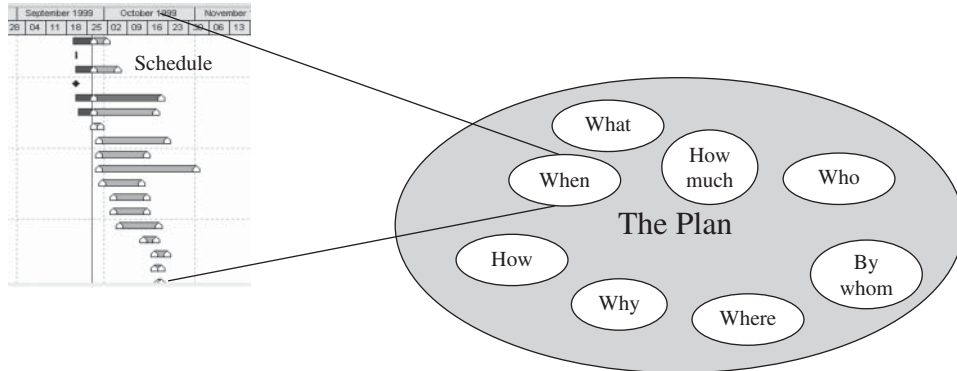 September 1999 October 1999 November 1
28 04 11 18 25 02 09 16 23 30 06 13
Schedule
What
How
much
When
Who
The Plan
How
By
whom
Why
Where